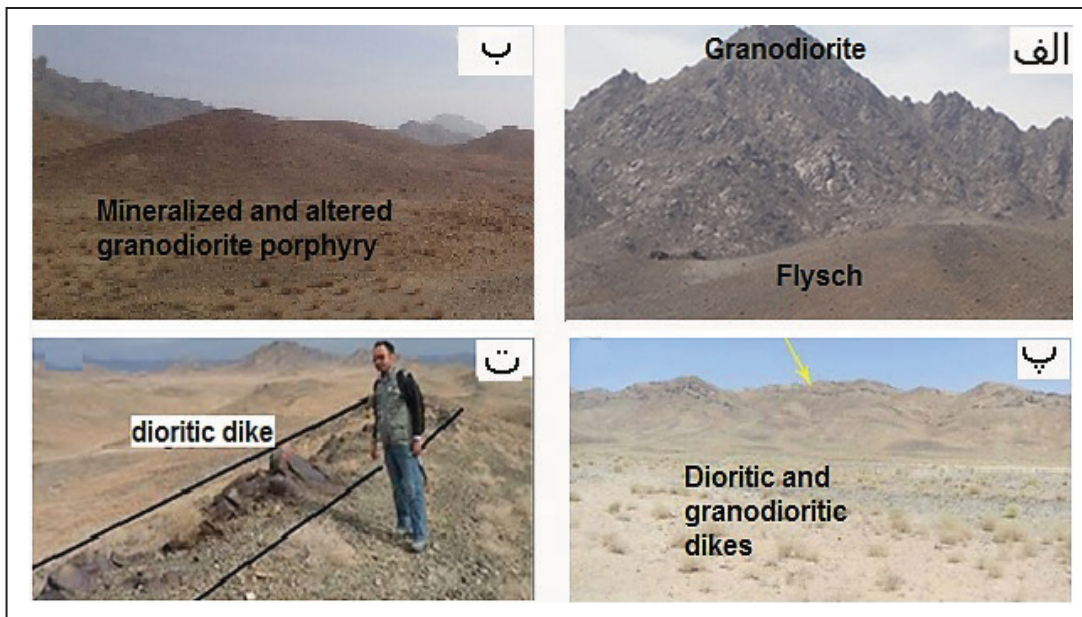 الف
Granodiorite
Flysch
ب
Mineralized and altered
granodiorite porphyry
پ
Dioritic and
granodioritic
dikes
ت
dioritic dike